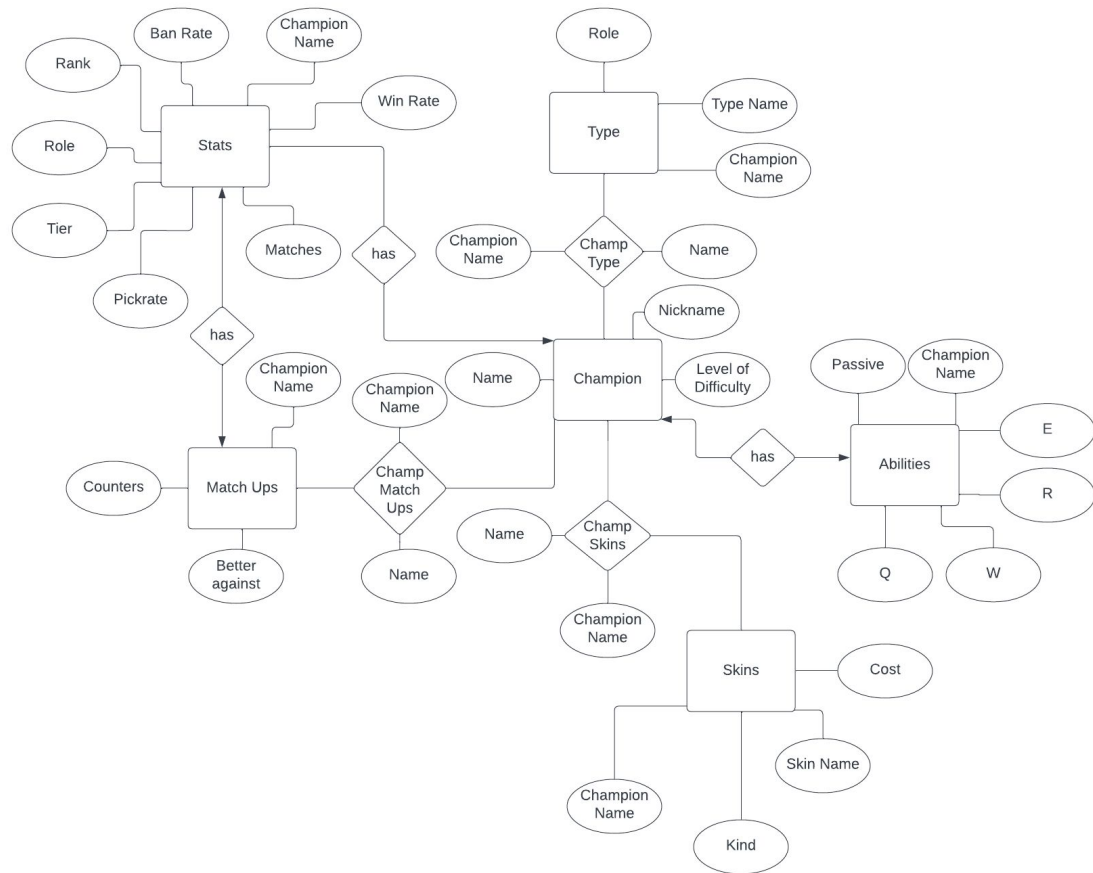 Ban Rate
Champion
Name
Role
Rank
Win Rate
Type Name
Stats
Type
Role
Champion
Name
Tier
Matches
has
Champion
Name
Champ
Type
Name
Pickrate
Nickname
has
Champion
Name
Name
Champion
Level of
Difficulty
Passive
Champion
Name
Champion
Name
E
has
Abilities
Counters
Match Ups
Champ
Match
Ups
R
Name
Champ
Skins
Better
against
Name
Q
W
Champion
Name
Skins
Cost
Skin Name
Champion
Name
Kind